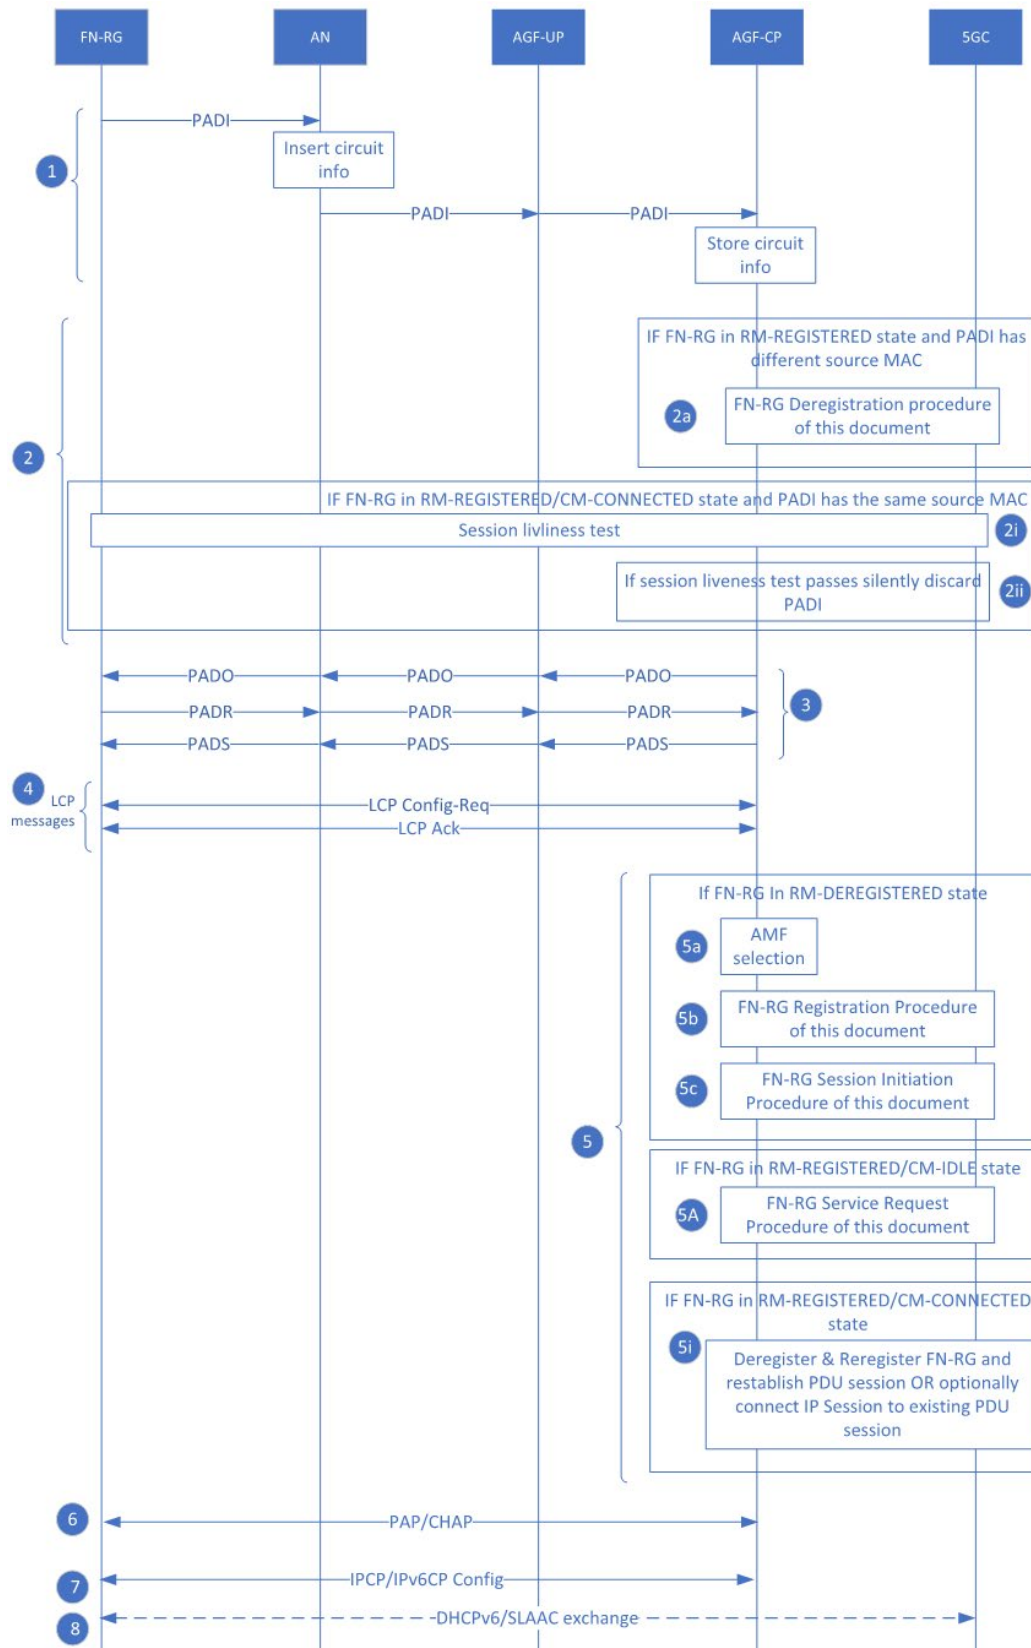 FN-RG
AN
AGF-UP
AGF-CP
5GC
PADI
Insert circuit
info
1
PADI
PADI
Store circuit
info
IF FN-RG in RM-REGISTERED state and PADI has
different source MAC
2a
FN-RG Deregistration procedure
of this document
2
IF FN-RG in RM-REGISTERED/CM-CONNECTED state and PADI has the same source MAC
Session livliness test
2i
If session liveness test passes silently discard
PADI
2ii
PADO
PADO
PADO
PADR
PADR
PADR
3
PADS
PADS
PADS
4
LCP
messages
LCP Config-Req
LCP Ack
If FN-RG In RM-DEREGISTERED state
5a
AMF
selection
5b
FN-RG Registration Procedure
of this document
5c
FN-RG Session Initiation
Procedure of this document
5
IF FN-RG in RM-REGISTERED/CM-IDLE state
5A
FN-RG Service Request
Procedure of this document
IF FN-RG in RM-REGISTERED/CM-CONNECTED
state
5i
Deregister & Reregister FN-RG and
restablish PDU session OR optionally
connect IP Session to existing PDU
session
6
PAP/CHAP
7
IPCP/IPv6CP Config
8
DHCPv6/SLAAC exchange